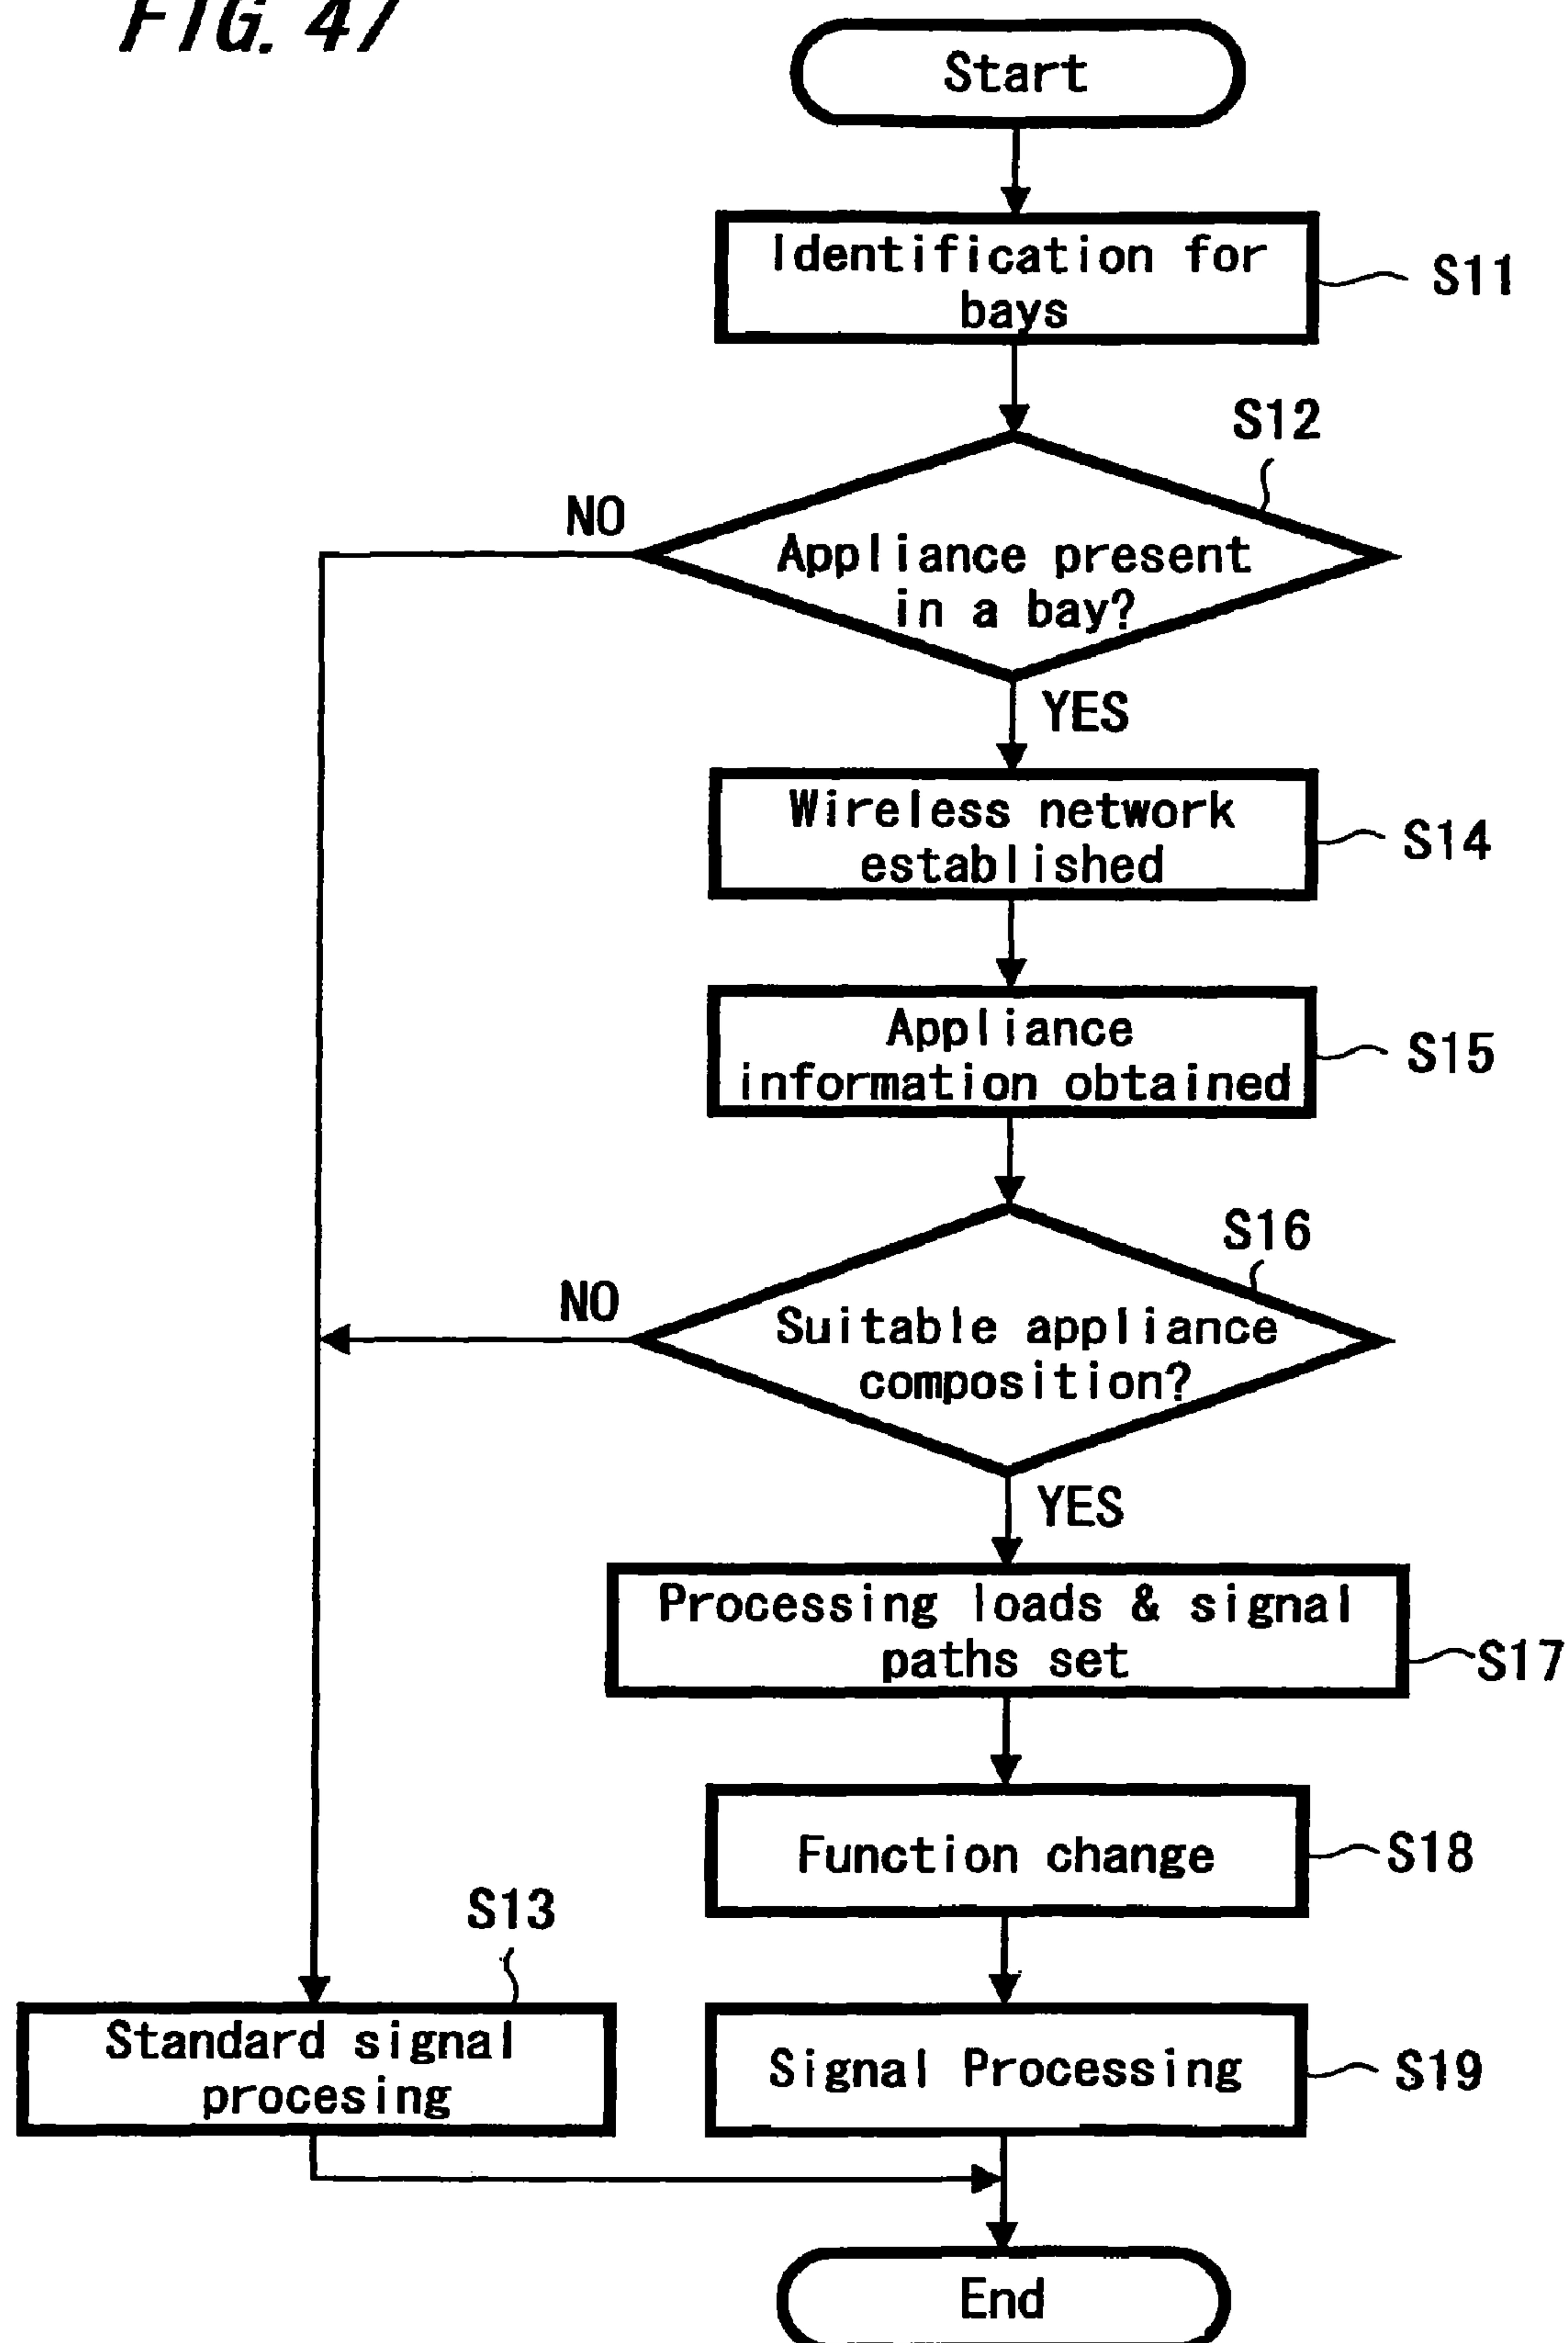 FIG. 47
Start
Identification for
bays
S11
S12
NO
Appliance present
in a bay?
YES
Wireless network
established
S14
Appliance
information obtained
S15
S16
NO
Suitable appliance
composition?
YES
Processing loads & signal
paths set
S17
Function change
S18
S13
Standard signal
procesing
Signal Processing
S19
End